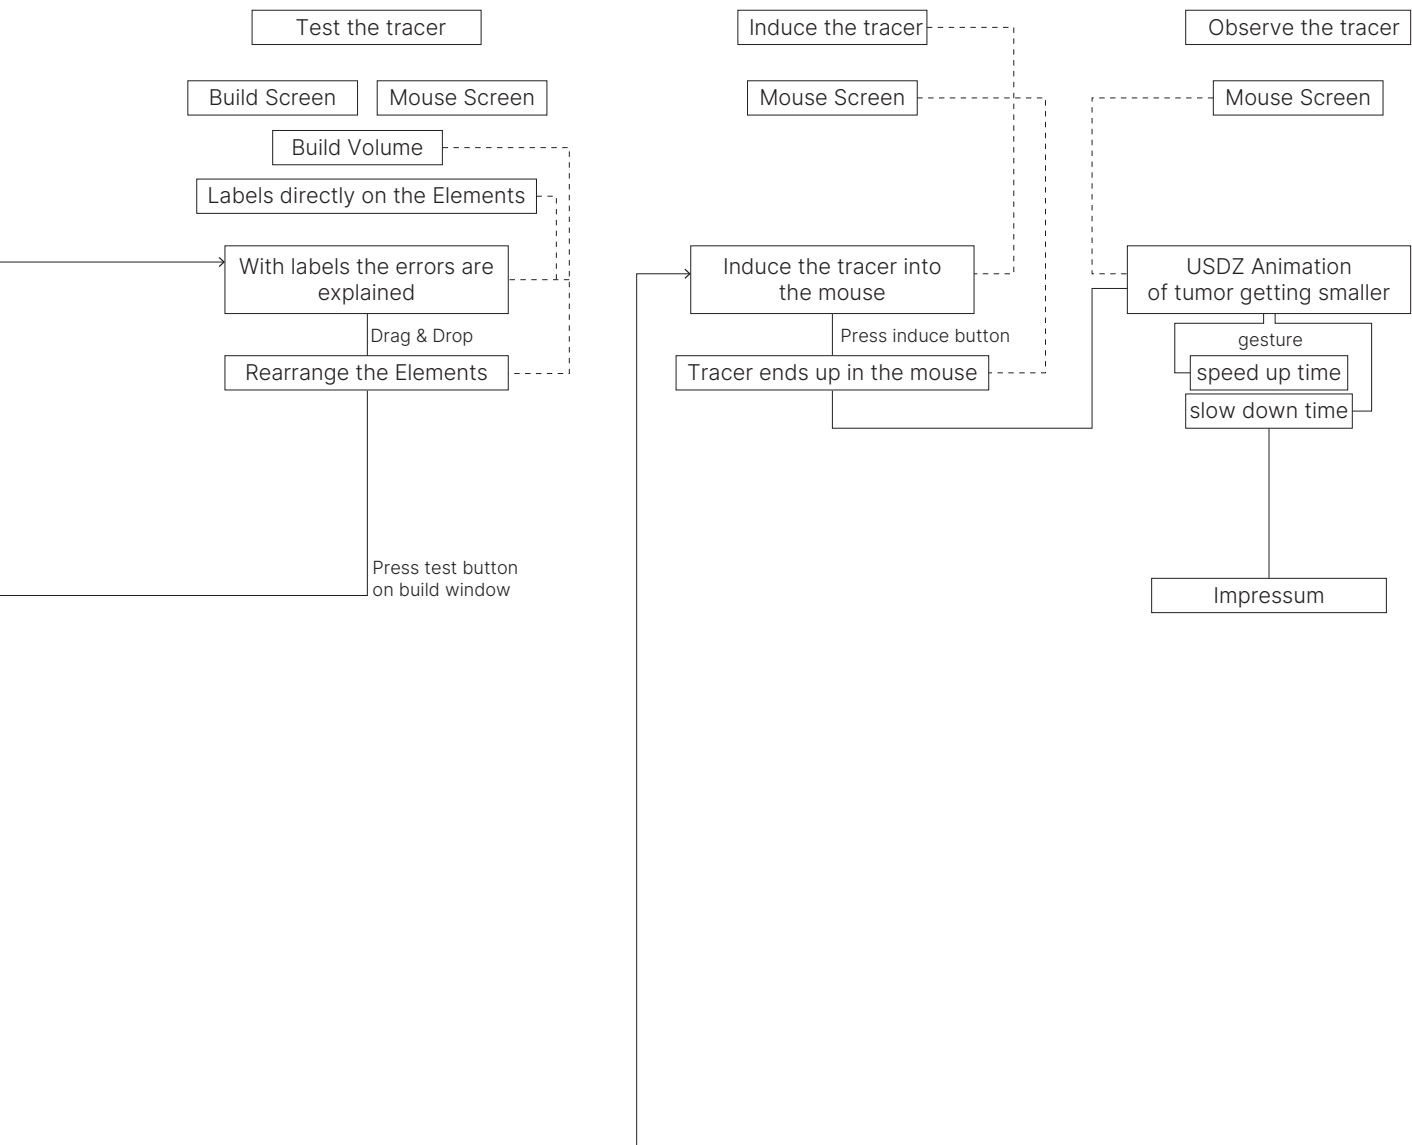 Test the tracer
Build Screen
Mouse Screen
Build Volume
Labels directly on the Elements
With labels the errors are
explained
Drag & Drop
Rearrange the Elements
Press test button
on build window
Induce the tracer
Mouse Screen
Induce the tracer into
the mouse
Press induce button
Tracer ends up in the mouse
Observe the tracer
Mouse Screen
USDZ Animation
of tumor getting smaller
gesture
speed up time
slow down time
Impressum